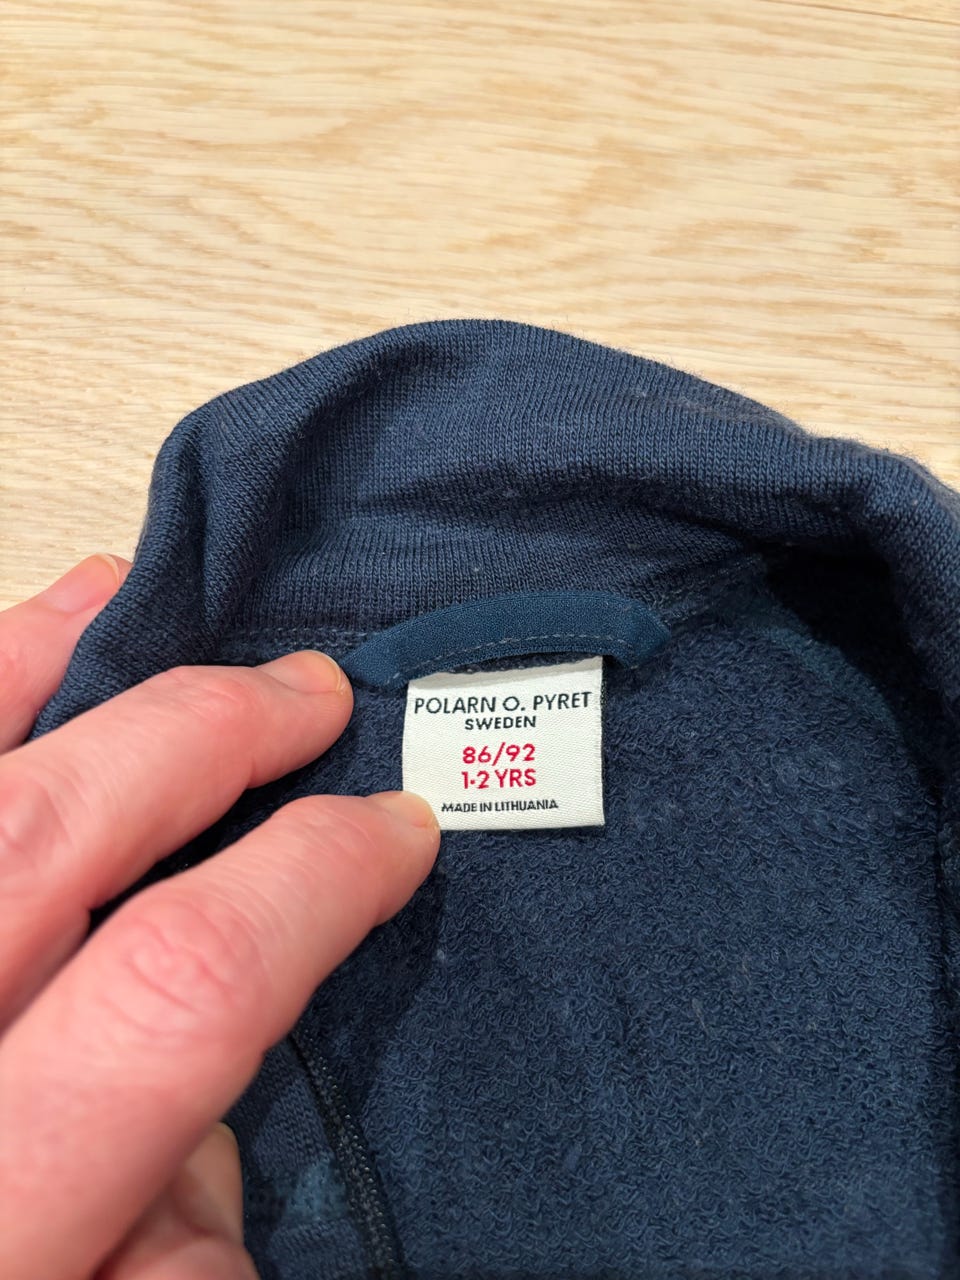 POLARN O. PYRET
SWEDEN
86/92
1-2 YRS
MADE IN LITHUANIA